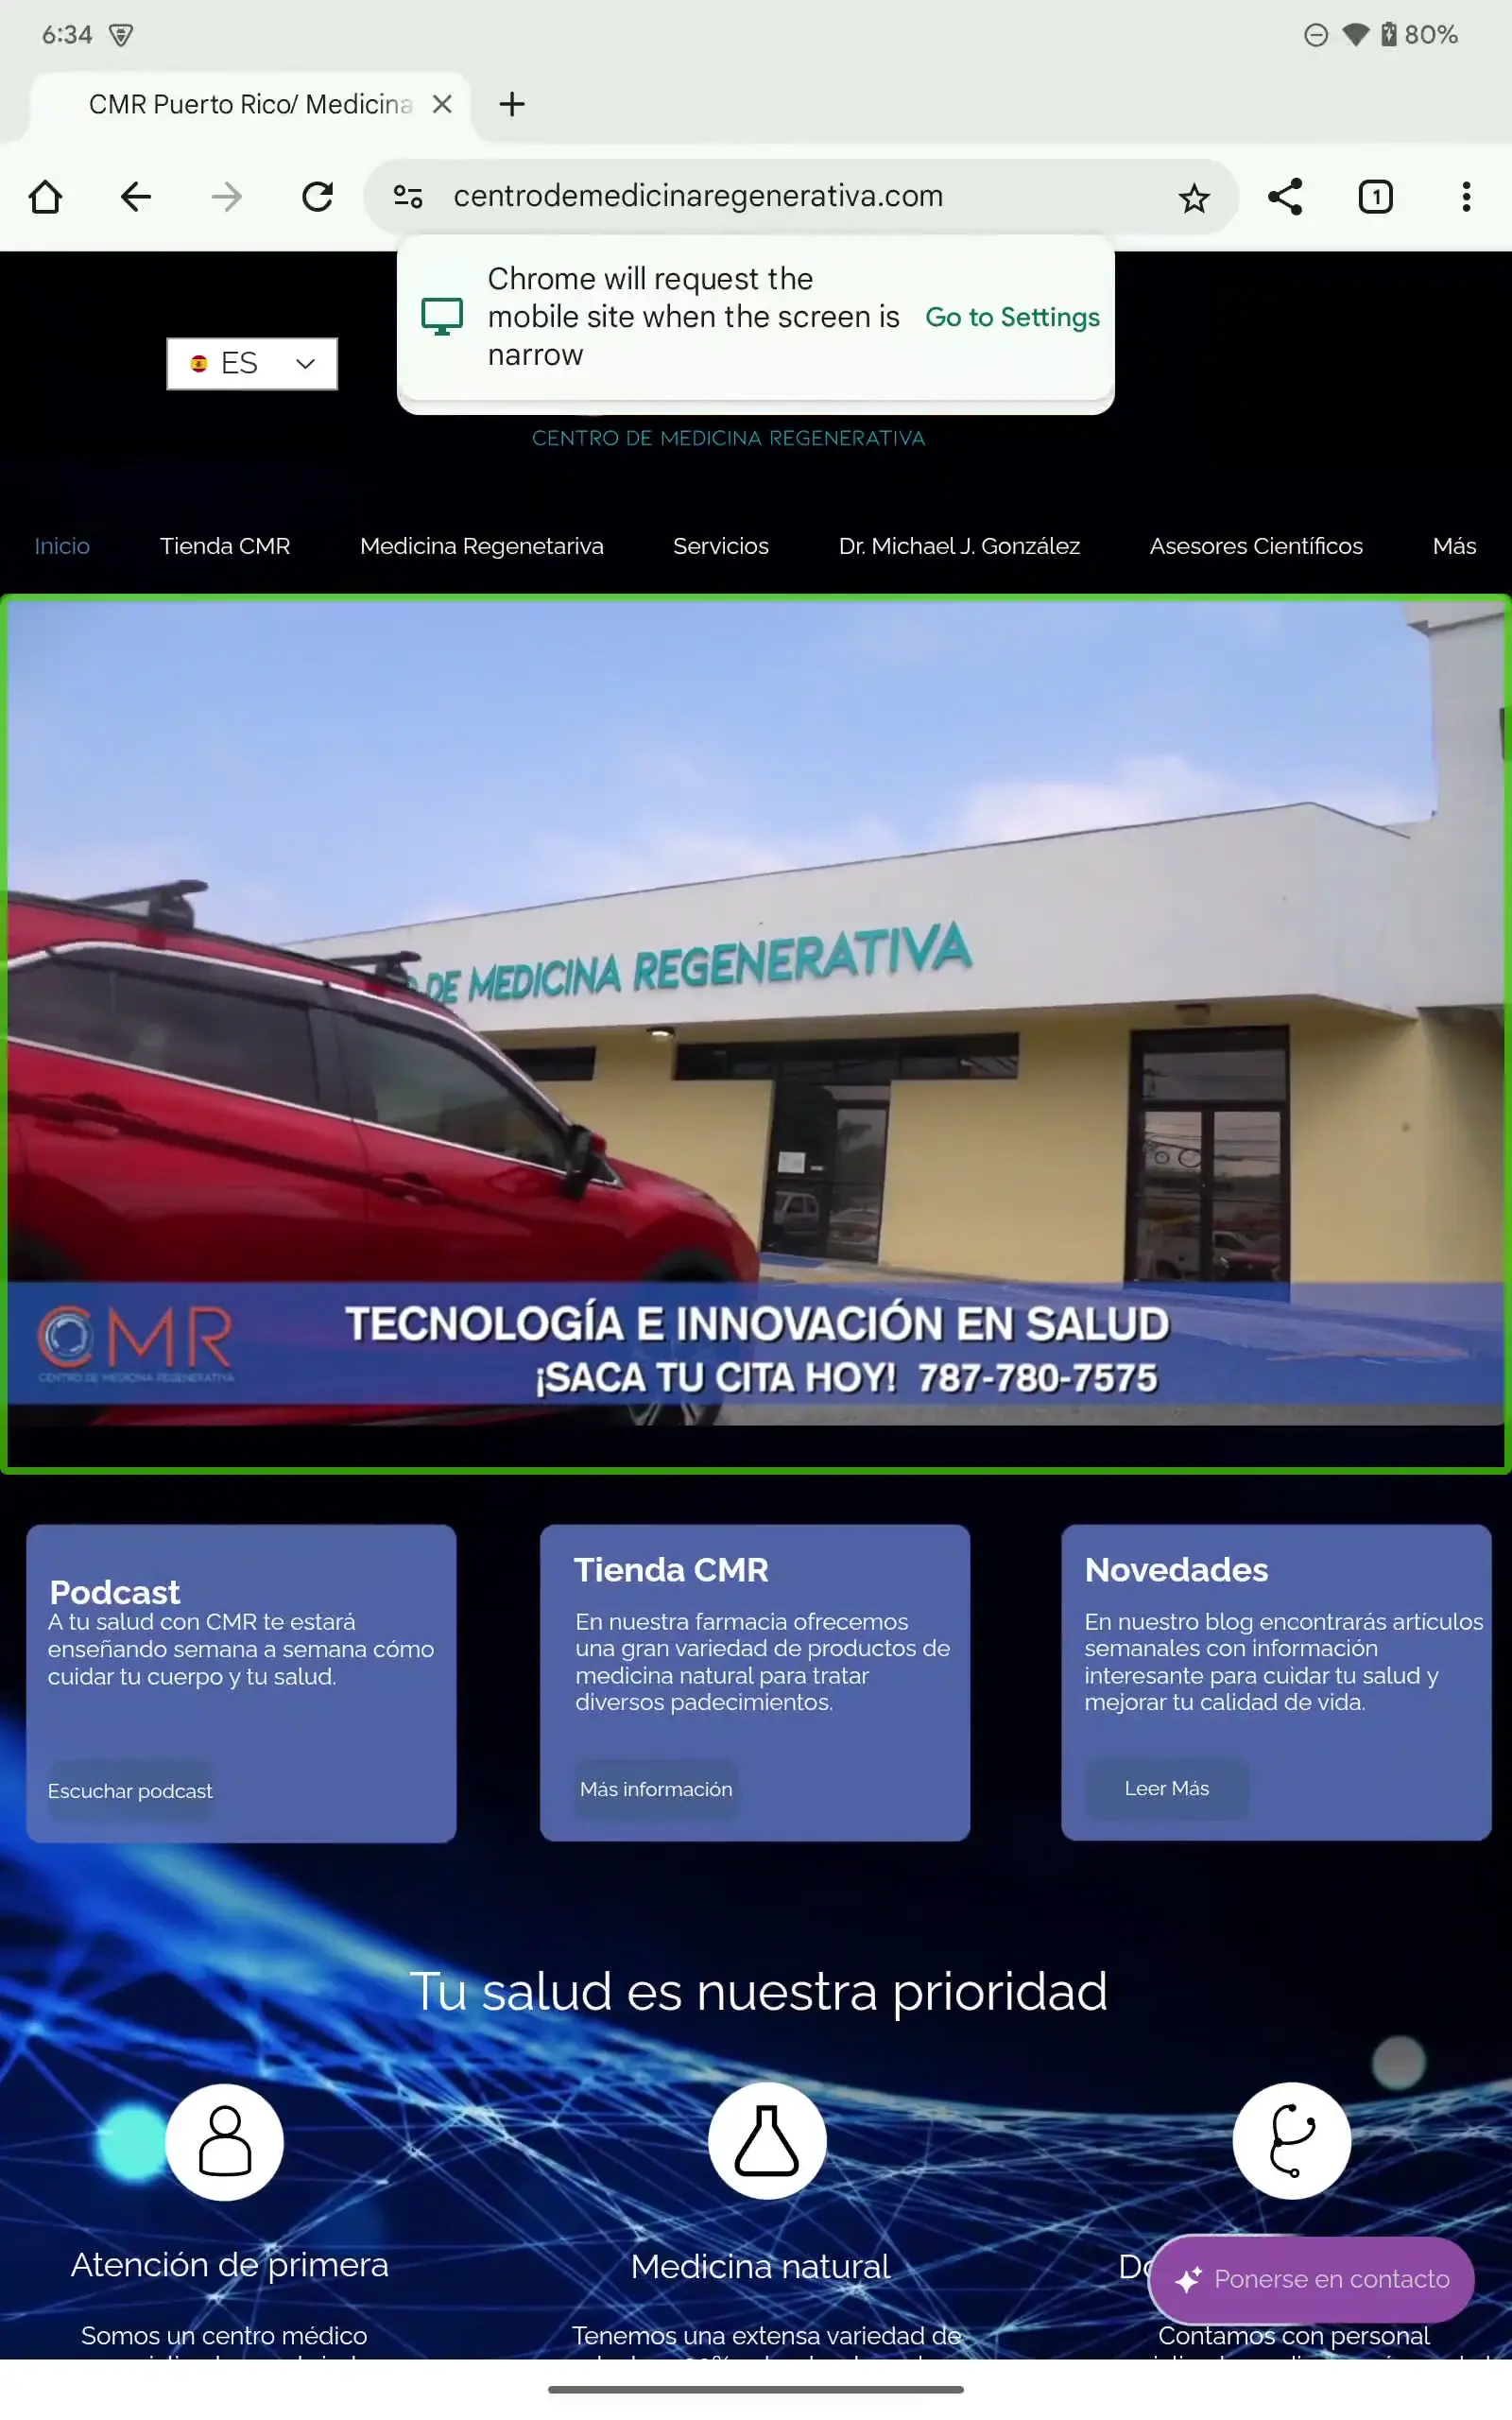 6:34
80%
CMR Puerto Rico/ Medicina
centrodemedicinaregenerativa.com
1
Chrome will request the
mobile site when the screen is
narrow
Go to Settings
ES
CENTRO DE MEDICINA REGENERATIVA
Inicio
Tienda CMR
Medicina Regenetariva
Servicios
Dr. Michael J. González
Asesores Científicos
Más
DE MEDICINA REGENERATIVA
CMR
CENTRO DE MEDICINA REGENERATIVA
TECNOLOGÍA E INNOVACIÓN EN SALUD
¡SACA TU CITA HOY! 787-780-7575
Podcast
A tu salud con CMR te estará
enseñando semana a semana cómo
cuidar tu cuerpo y tu salud.
Escuchar podcast
Tienda CMR
En nuestra farmacia ofrecemos
una gran variedad de productos de
medicina natural para tratar
diversos padecimientos.
Más información
Novedades
En nuestro blog encontrarás artículos
semanales con información
interesante para cuidar tu salud y
mejorar tu calidad de vida.
Leer Más
Tu salud es nuestra prioridad
Atención de primera
Somos un centro médico
Medicina natural
Tenemos una extensa variedad de
Ponerse en contacto
Contamos con personal